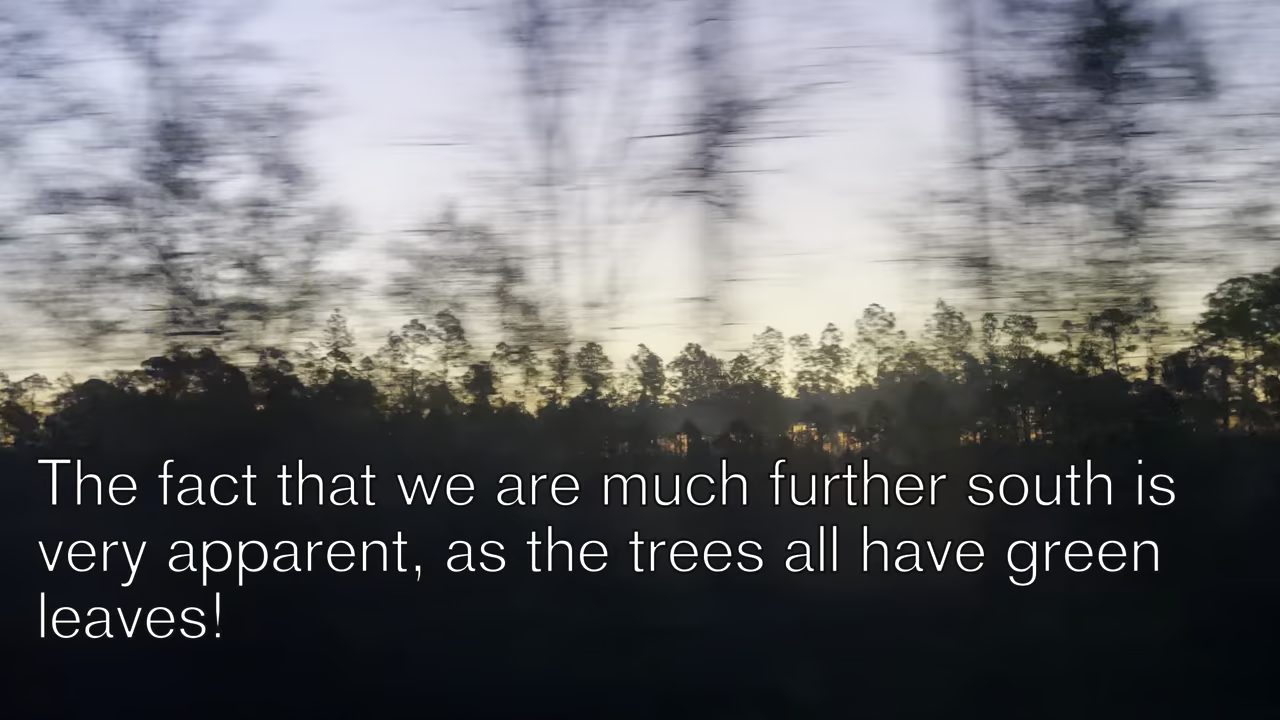 The fact that we are much further south is
very apparent, as the trees all have green
leaves!